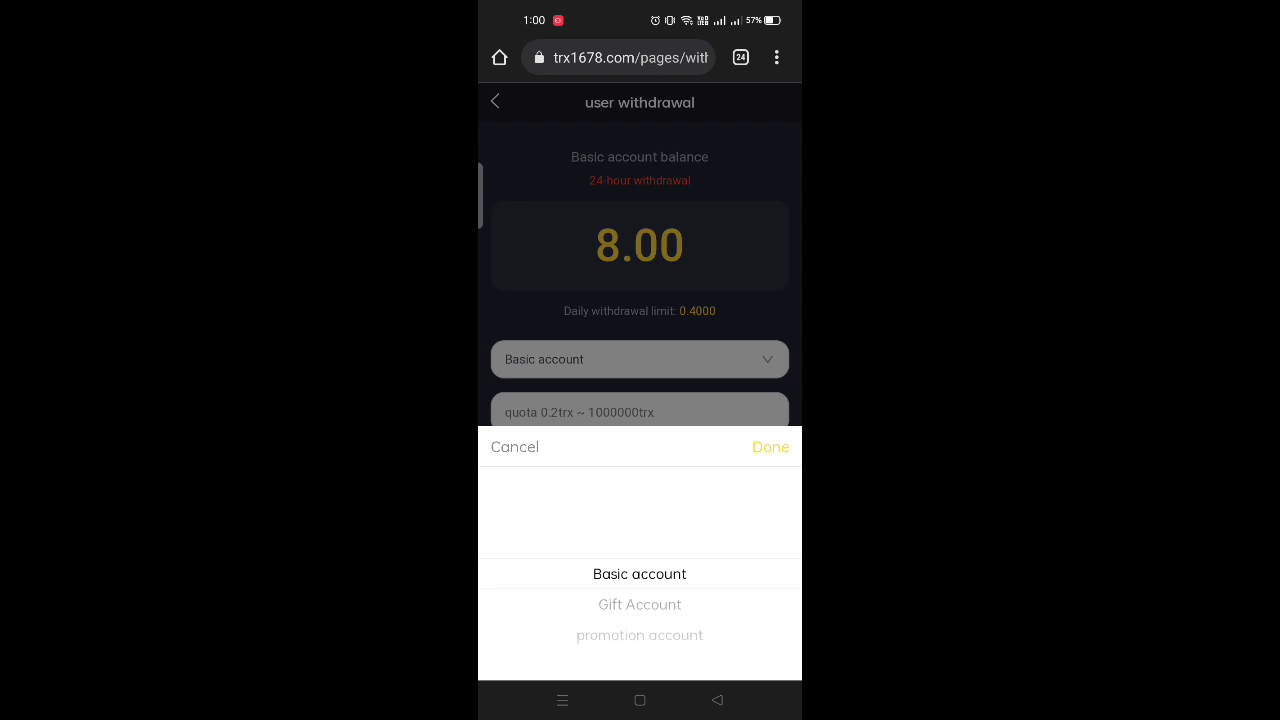 1:00 57%
trx1678.com/pages/with 24
user withdrawal
Basic account balance
24-hour withdrawal
8.00
Daily withdrawal limit: 0.4000
Basic account
quota 0.2trx ~ 1000000trx
Cancel Done
Basic account
Gift Account
promotion account